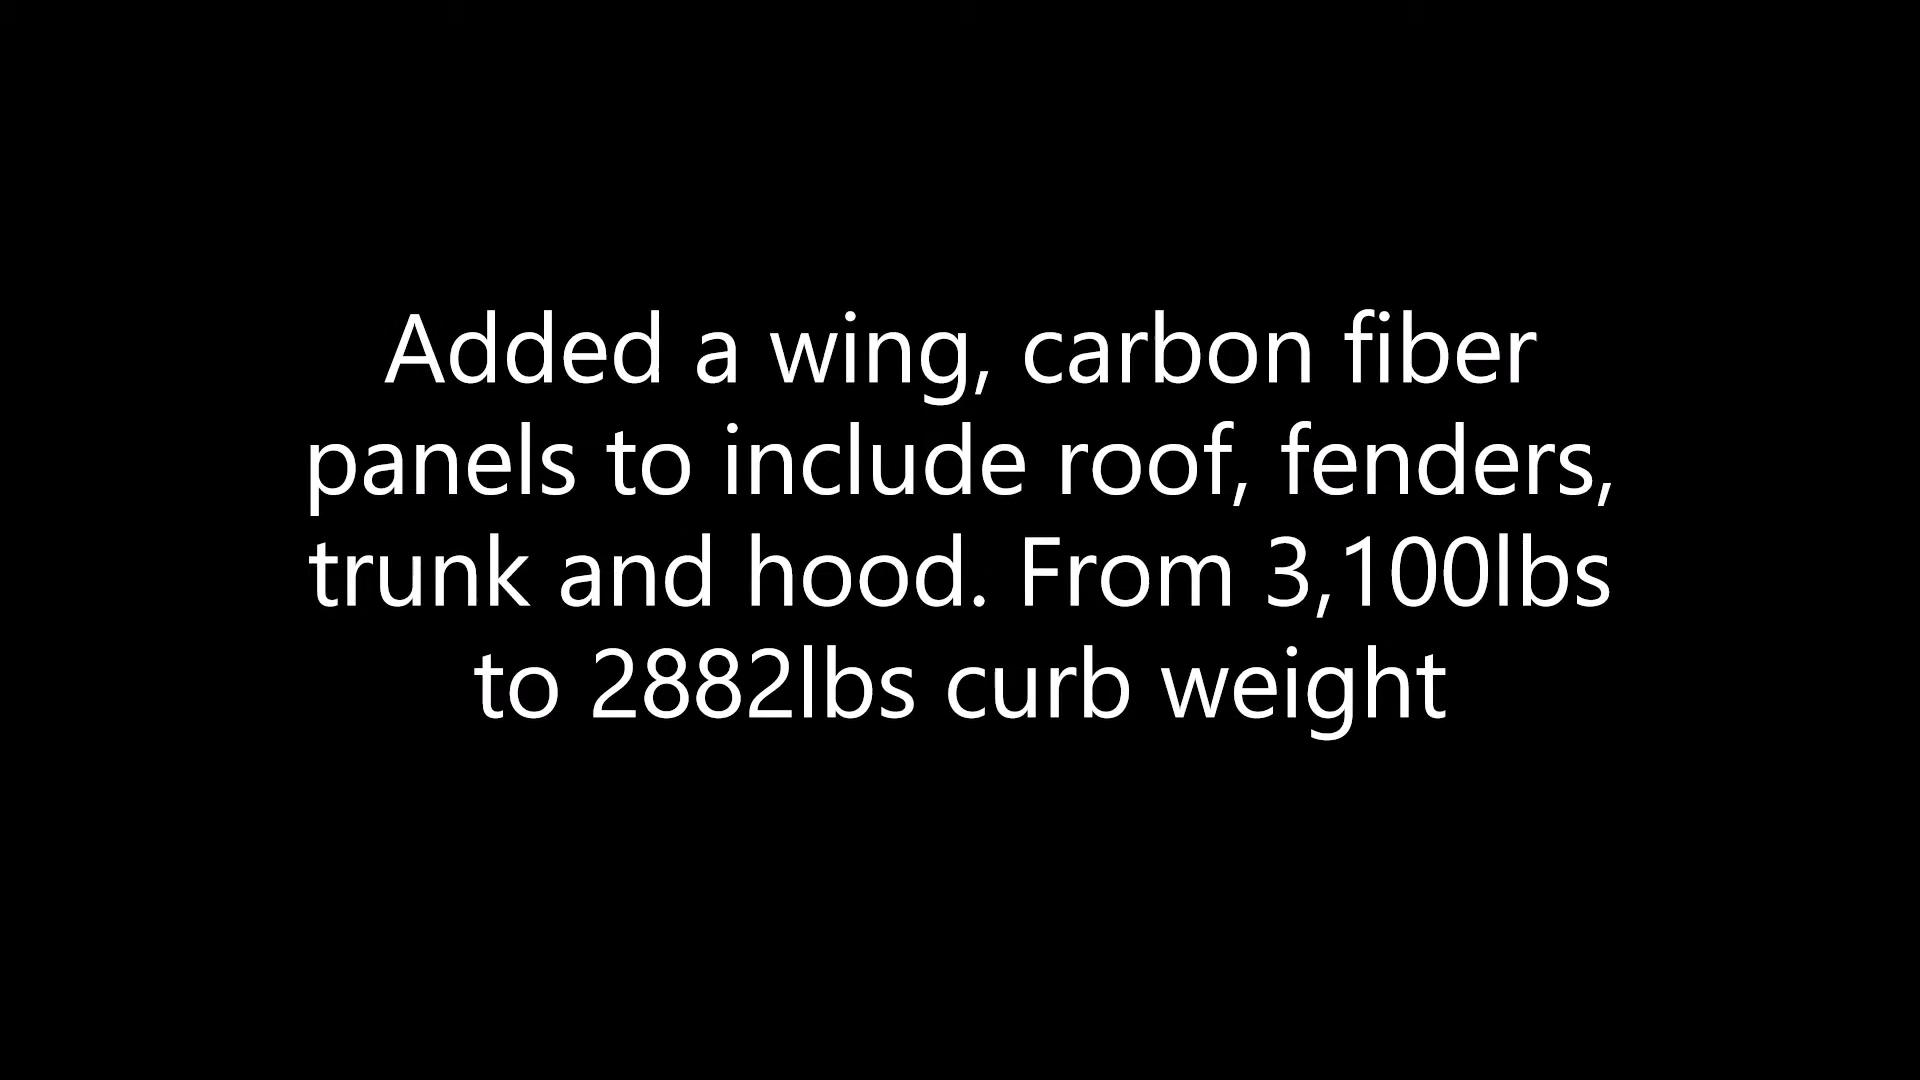 Added a wing, carbon fiber
panels to include roof, fenders,
trunk and hood. From 3,100lbs
to 2882lbs curb weight